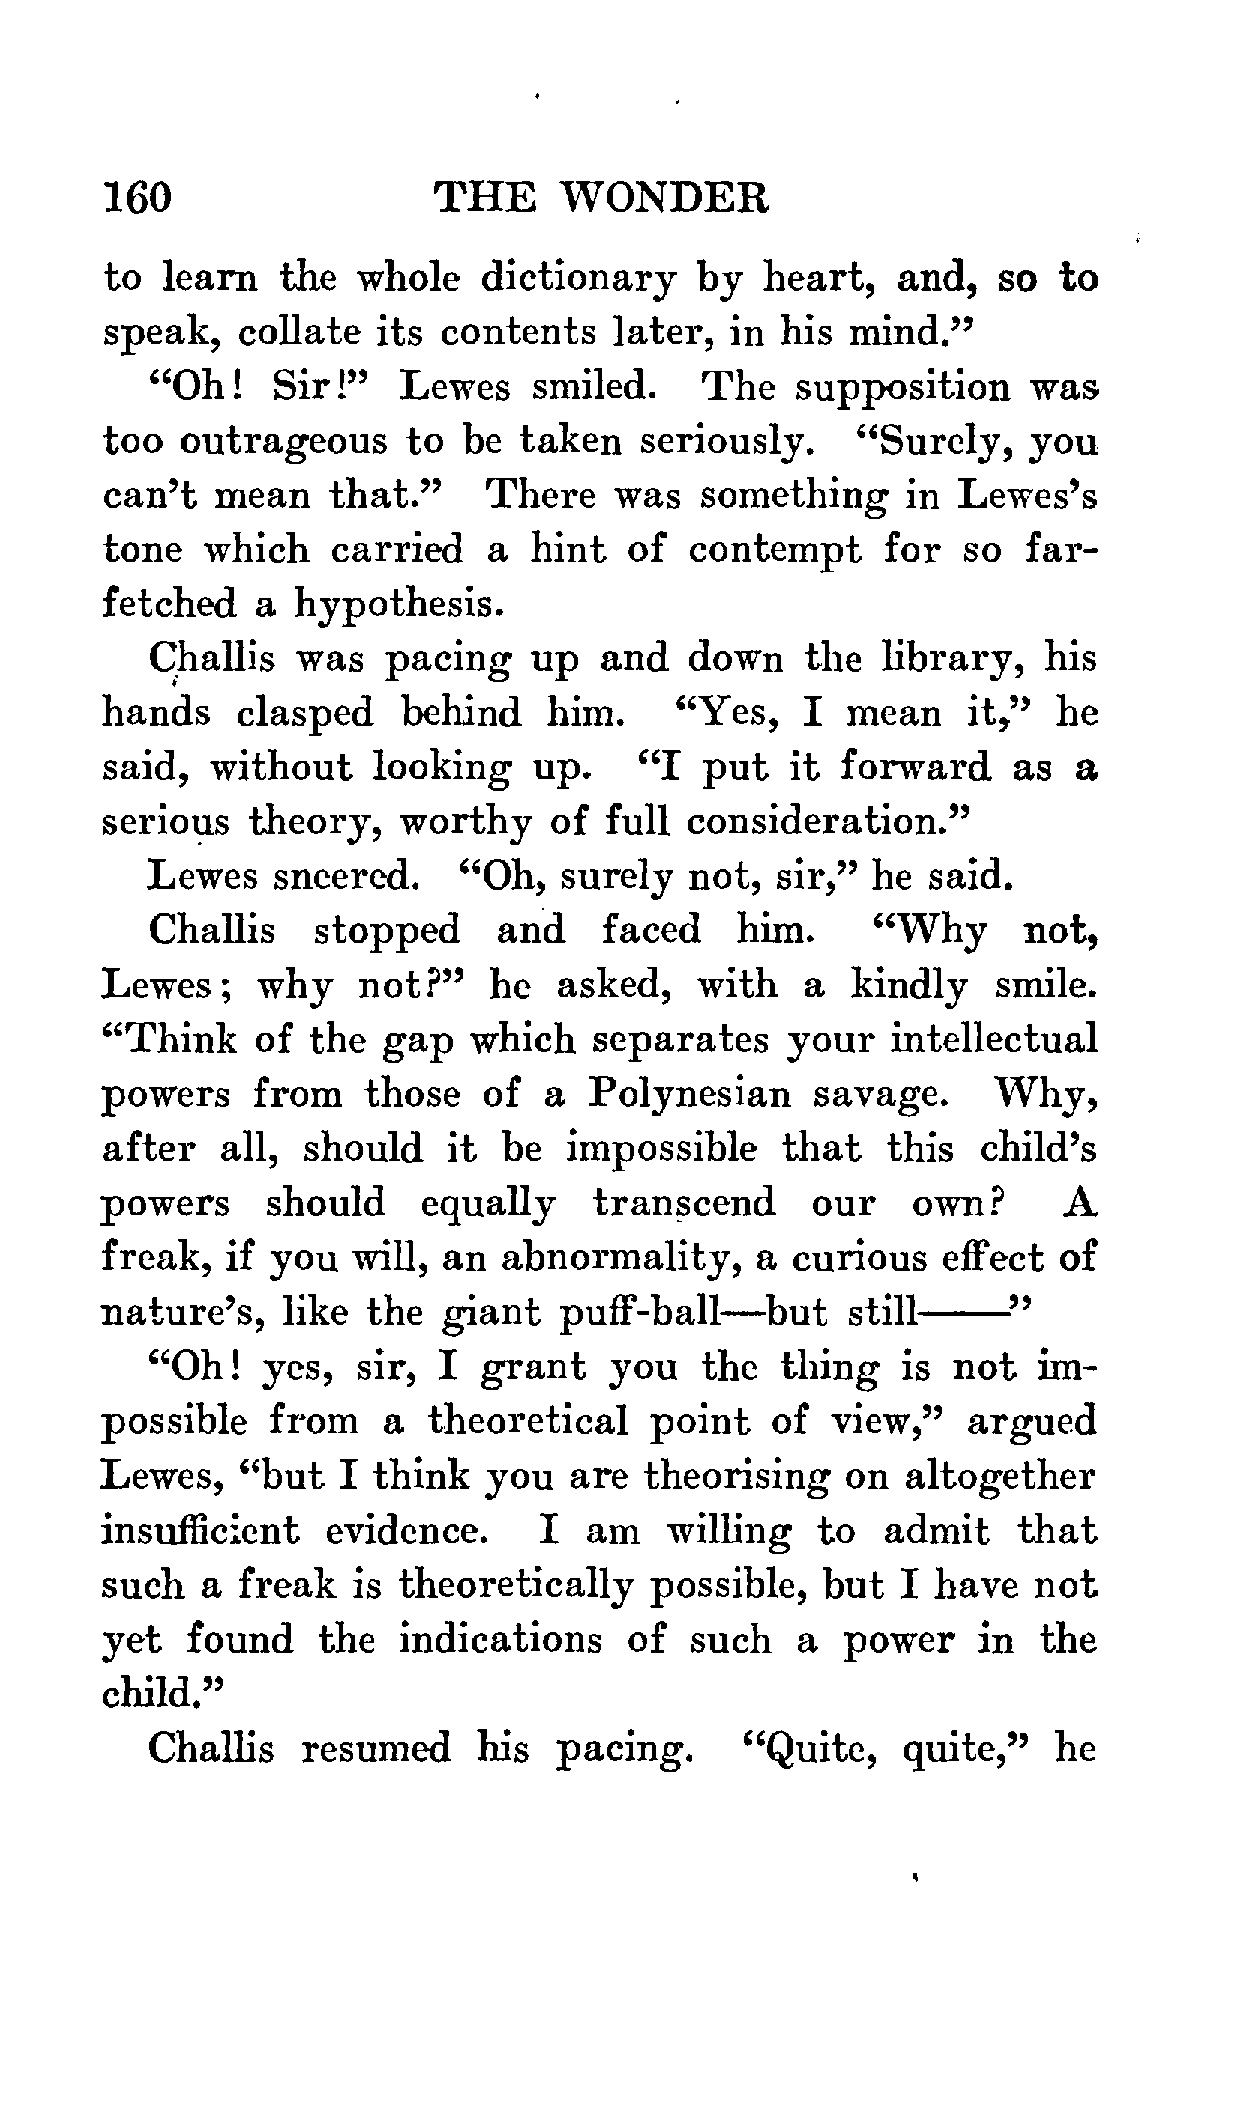 160 THE WONDER
to learn the whole dictionary by heart, and, so to
speak, collate its contents later, in his mind.”
“Oh! Sir!” Lewes smiled. The supposition was
too outrageous to be taken seriously. “Surely, you
can’t mean that.” There was something in Lewes’s
tone which carried a hint of contempt for so far-
fetched a hypothesis.
Challis was pacing up and down the library, his
hands clasped behind him. “Yes, I mean it,” he
said, without looking up. “I put it forward as a
serious theory, worthy of full consideration.”
Lewes sneered. “Oh, surely not, sir,” he said.
Challis stopped and faced him. “Why not,
Lewes; why not?” he asked, with a kindly smile.
“Think of the gap which separates your intellectual
powers from those of a Polynesian savage. Why,
after all, should it be impossible that this child’s
powers should equally transcend our own? A
freak, if you will, an abnormality, a curious effect of
nature’s, like the giant puff-ball—but still——”
“Oh! yes, sir, I grant you the thing is not im-
possible from a theoretical point of view,” argued
Lewes, “but I think you are theorising on altogether
insufficient evidence. I am willing to admit that
such a freak is theoretically possible, but I have not
yet found the indications of such a power in the
child.”
Challis resumed his pacing. “Quite, quite,” he